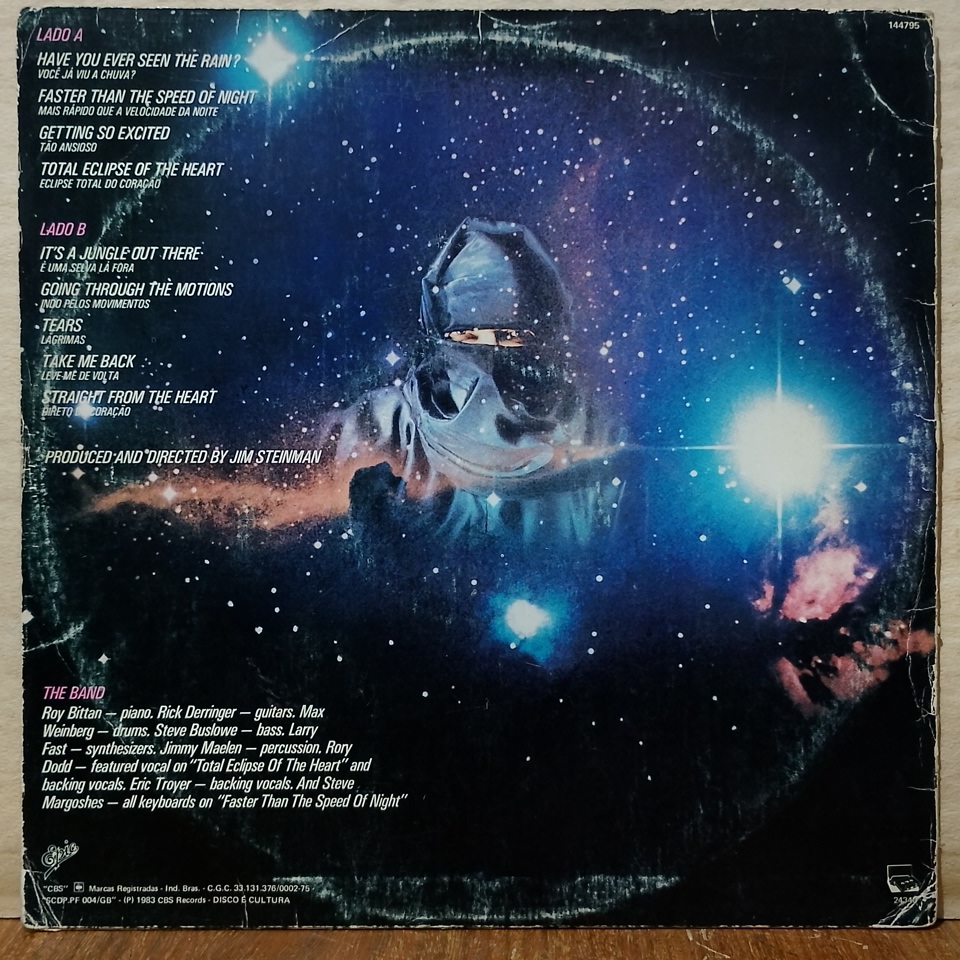 144795
LADO A
HAVE YOU EVER SEEN THE RAIN?
VOCÊ JÁ VIU A CHUVA?
FASTER THAN THE SPEED OF NIGHT
MAIS RÁPIDO QUE A VELOCIDADE DA NOITE
GETTING SO EXCITED
TÃO ANSIOSO
TOTAL ECLIPSE OF THE HEART
ECLIPSE TOTAL DO CORAÇÃO
LADO B
IT'S A JUNGLE OUT THERE
É UMA SELVA LÁ FORA
GOING THROUGH THE MOTIONS
INDO PELOS MOVIMENTOS
TEARS
LÁGRIMAS
TAKE ME BACK
LEVE-ME DE VOLTA
STRAIGHT FROM THE HEART
DIRETO CORAÇÃO
PRODUCED AND DIRECTED BY JIM STEINMAN
THE BAND
Roy Bittan — piano. Rick Derringer — guitars. Max
Weinberg — drums. Steve Buslowe — bass. Larry
Fast — synthesizers. Jimmy Maelen — percussion. Rory
Dodd — featured vocal on "Total Eclipse Of The Heart" and
backing vocals. Eric Troyer — backing vocals. And Steve
Margoshes — all keyboards on "Faster Than The Speed Of Night"
Epic
"CBS" Marcas Registradas - Ind. Bras. - C.G.C. 33.131.376/0002-75
"SCDP.PF 004/GB" - (P) 1983 CBS Records - DISCO É CULTURA